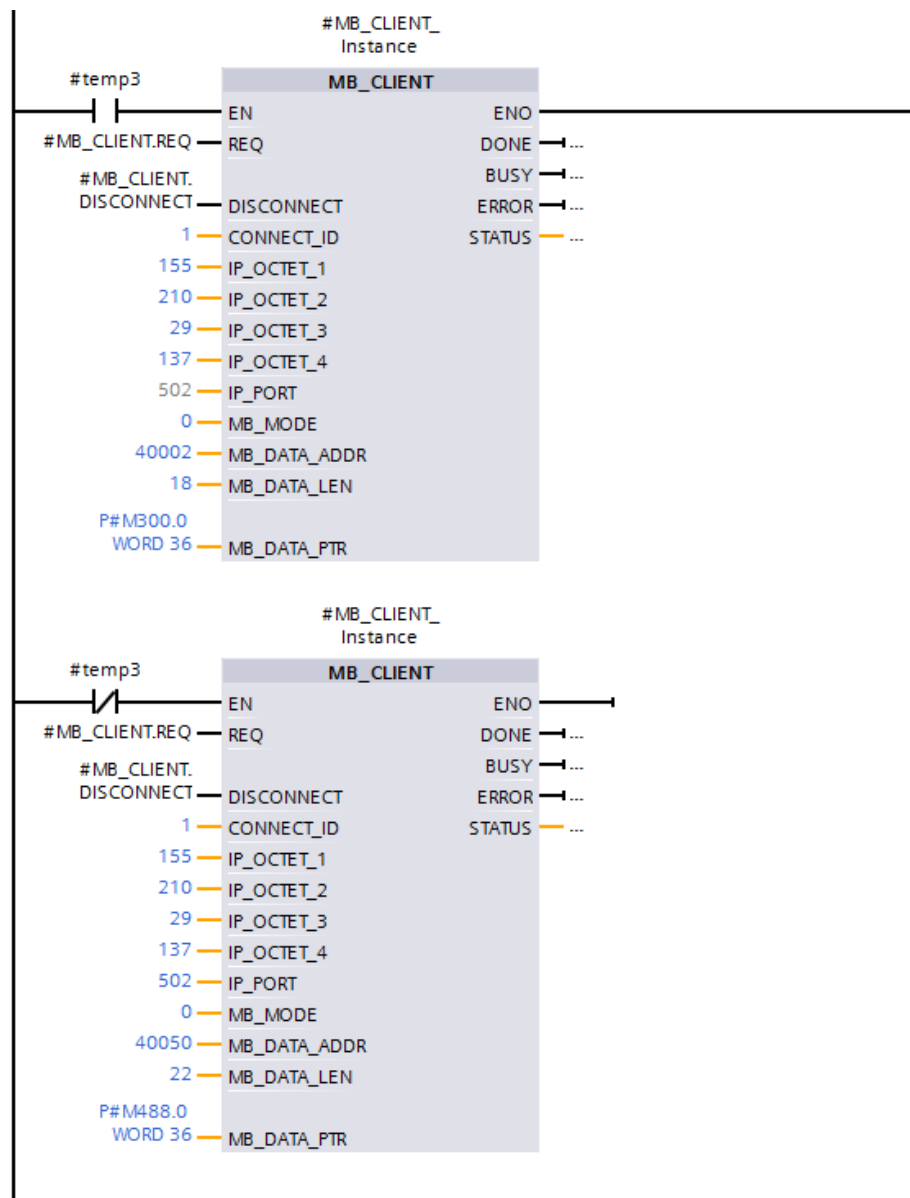 #MB_CLIENT_
Instance
#temp3
MB_CLIENT
EN ENO
#MB_CLIENT.REQ REQ DONE ...
BUSY ...
#MB_CLIENT.
DISCONNECT DISCONNECT ERROR ...
1 CONNECT_ID STATUS ...
155 IP_OCTET_1
210 IP_OCTET_2
29 IP_OCTET_3
137 IP_OCTET_4
502 IP_PORT
0 MB_MODE
40002 MB_DATA_ADDR
18 MB_DATA_LEN
P#M300.0
WORD 36 MB_DATA_PTR
#MB_CLIENT_
Instance
#temp3
MB_CLIENT
EN ENO
#MB_CLIENT.REQ REQ DONE ...
BUSY ...
#MB_CLIENT.
DISCONNECT DISCONNECT ERROR ...
1 CONNECT_ID STATUS ...
155 IP_OCTET_1
210 IP_OCTET_2
29 IP_OCTET_3
137 IP_OCTET_4
502 IP_PORT
0 MB_MODE
40050 MB_DATA_ADDR
22 MB_DATA_LEN
P#M488.0
WORD 36 MB_DATA_PTR